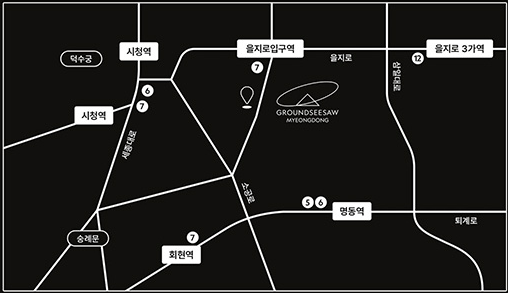 시청역
을지로입구역
을지로
12
을지로 3가역
덕수궁
7
삼일대로
6
7
시청역
GROUNDSEESAW
MYEONGDONG
세종대로
소공로
5
6
명동역
퇴계로
숭례문
7
회현역